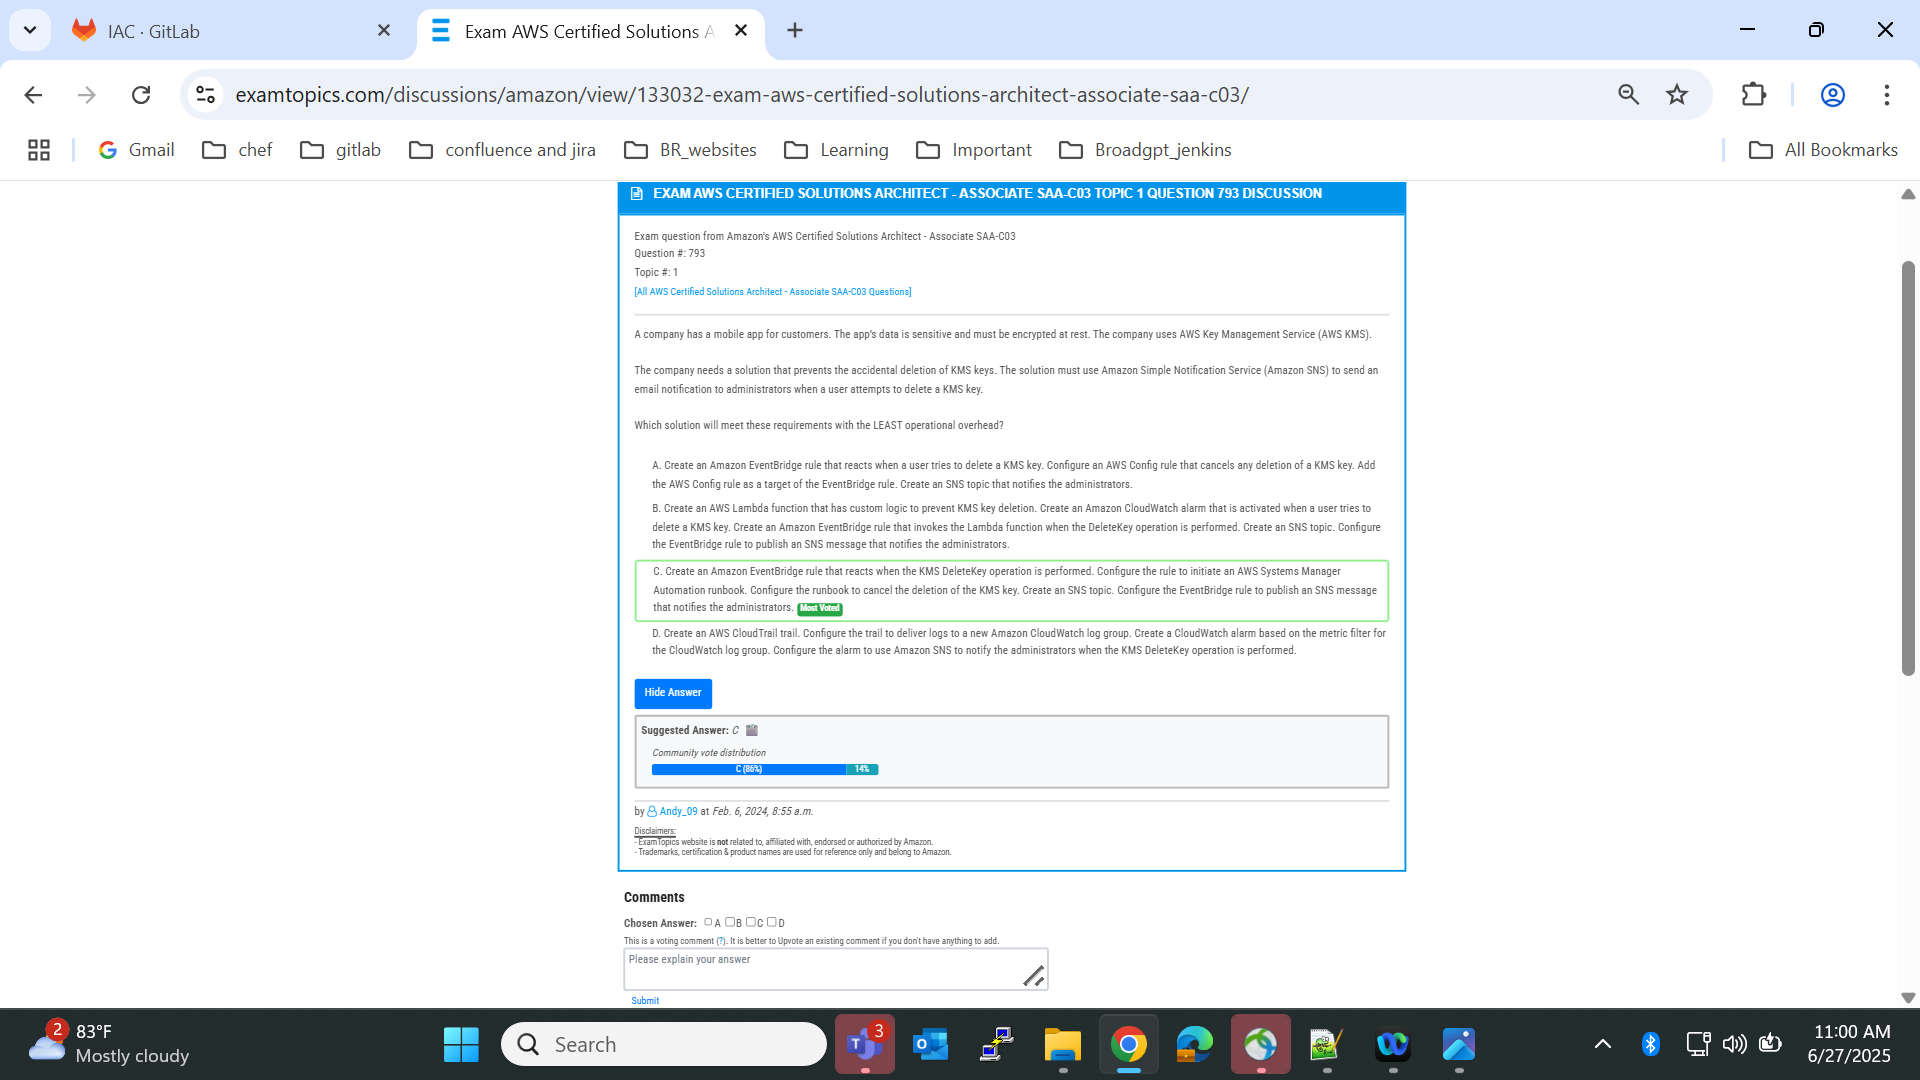 IAC · GitLab
Exam AWS Certified Solutions A
examtopics.com/discussions/amazon/view/133032-exam-aws-certified-solutions-architect-associate-saa-c03/
Gmail chef gitlab confluence and jira BR_websites Learning Important Broadgpt_jenkins All Bookmarks
EXAM AWS CERTIFIED SOLUTIONS ARCHITECT - ASSOCIATE SAA-C03 TOPIC 1 QUESTION 793 DISCUSSION
Exam question from Amazon's AWS Certified Solutions Architect - Associate SAA-C03
Question #: 793
Topic #: 1
[All AWS Certified Solutions Architect - Associate SAA-C03 Questions]
A company has a mobile app for customers. The app's data is sensitive and must be encrypted at rest. The company uses AWS Key Management Service (AWS KMS).
The company needs a solution that prevents the accidental deletion of KMS keys. The solution must use Amazon Simple Notification Service (Amazon SNS) to send an
email notification to administrators when a user attempts to delete a KMS key.
Which solution will meet these requirements with the LEAST operational overhead?
A. Create an Amazon EventBridge rule that reacts when a user tries to delete a KMS key. Configure an AWS Config rule that cancels any deletion of a KMS key. Add
the AWS Config rule as a target of the EventBridge rule. Create an SNS topic that notifies the administrators.
B. Create an AWS Lambda function that has custom logic to prevent KMS key deletion. Create an Amazon CloudWatch alarm that is activated when a user tries to
delete a KMS key. Create an Amazon EventBridge rule that invokes the Lambda function when the DeleteKey operation is performed. Create an SNS topic. Configure
the EventBridge rule to publish an SNS message that notifies the administrators.
C. Create an Amazon EventBridge rule that reacts when the KMS DeleteKey operation is performed. Configure the rule to initiate an AWS Systems Manager
Automation runbook. Configure the runbook to cancel the deletion of the KMS key. Create an SNS topic. Configure the EventBridge rule to publish an SNS message
that notifies the administrators. Most Voted
D. Create an AWS CloudTrail trail. Configure the trail to deliver logs to a new Amazon CloudWatch log group. Create a CloudWatch alarm based on the metric filter for
the CloudWatch log group. Configure the alarm to use Amazon SNS to notify the administrators when the KMS DeleteKey operation is performed.
Hide Answer
Suggested Answer: C
Community vote distribution
C (86%) 14%
by Andy_09 at Feb. 6, 2024, 8:55 a.m.
Disclaimers:
- ExamTopics website is not related to, affiliated with, endorsed or authorized by Amazon.
- Trademarks, certification & product names are used for reference only and belong to Amazon.
Comments
Chosen Answer: A B C D
This is a voting comment (?). It is better to Upvote an existing comment if you don't have anything to add.
Please explain your answer
Submit
2
83°F
Mostly cloudy
Search
3
11:00 AM
6/27/2025